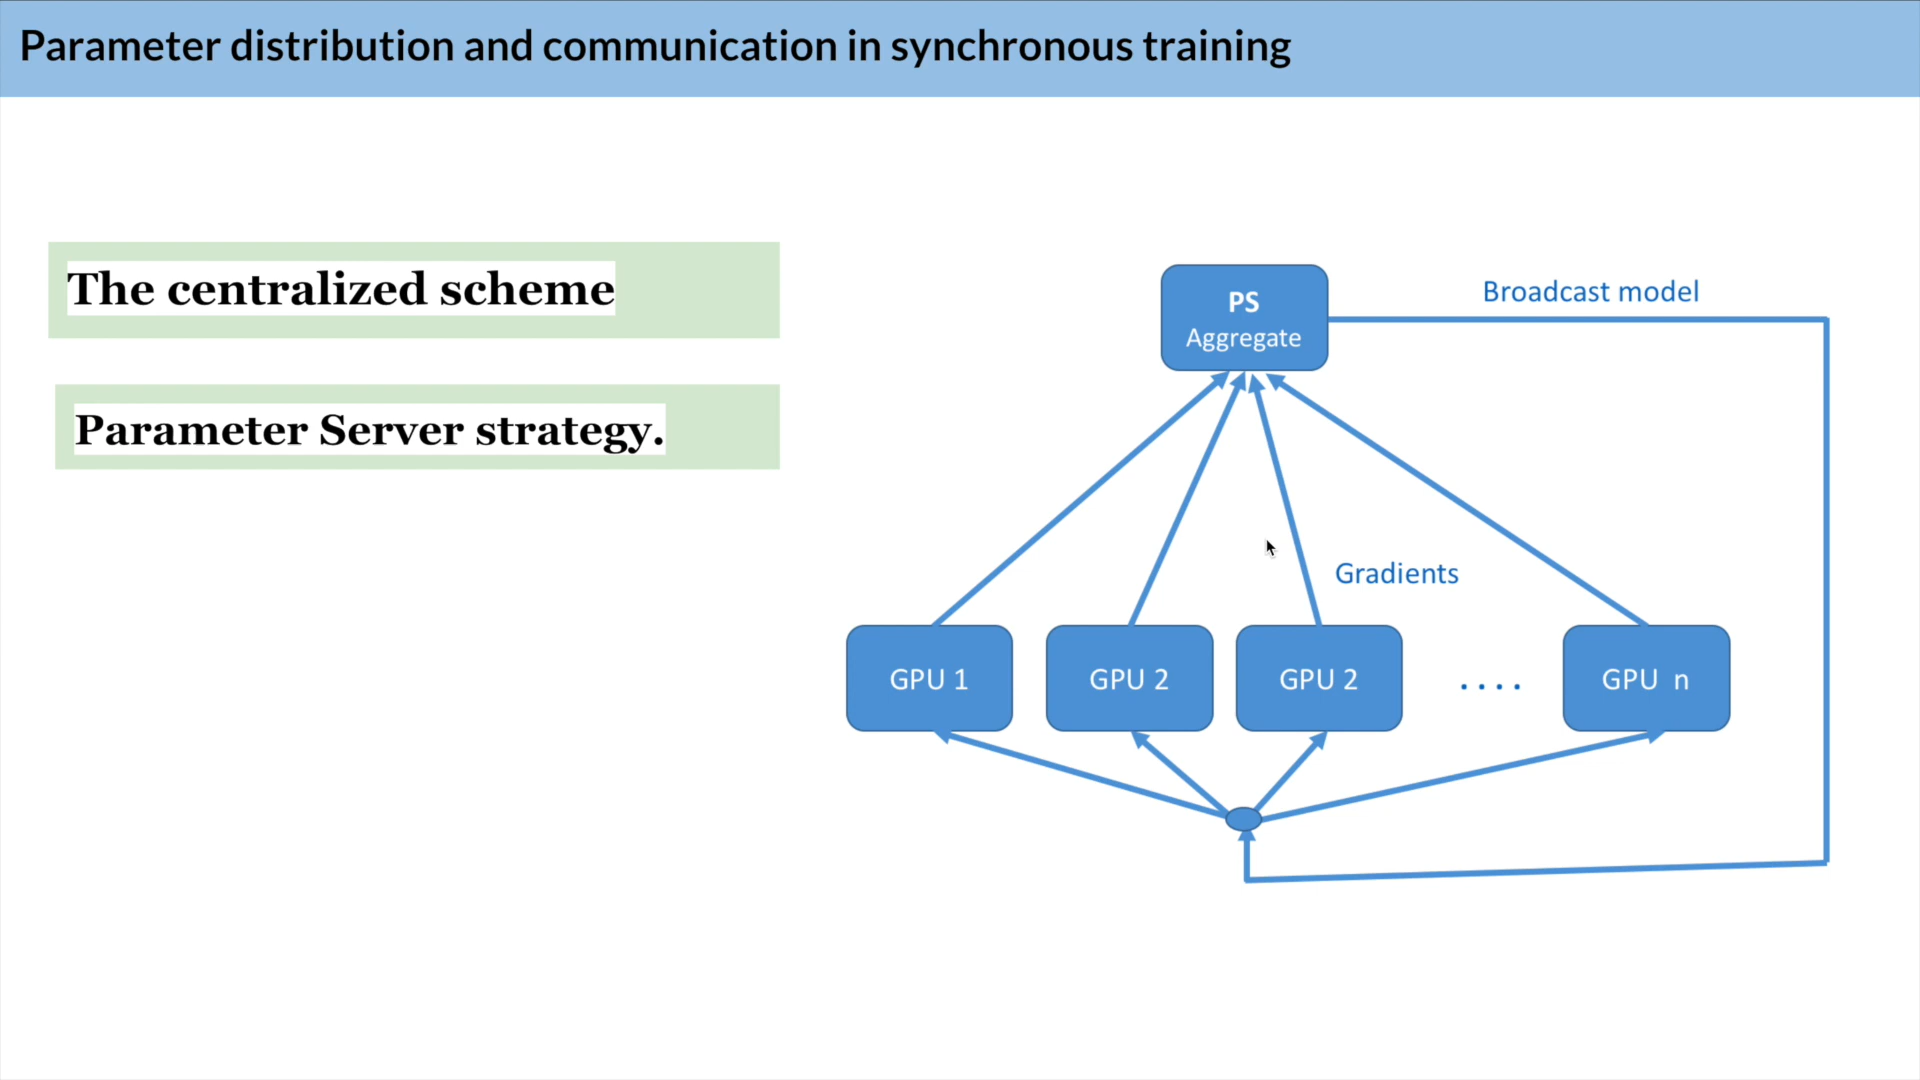 Parameter distribution and communication in synchronous training
The centralized scheme
Parameter Server strategy.
PS
Aggregate
Broadcast model
Gradients
GPU 1
GPU 2
GPU 2
. . . .
GPU n